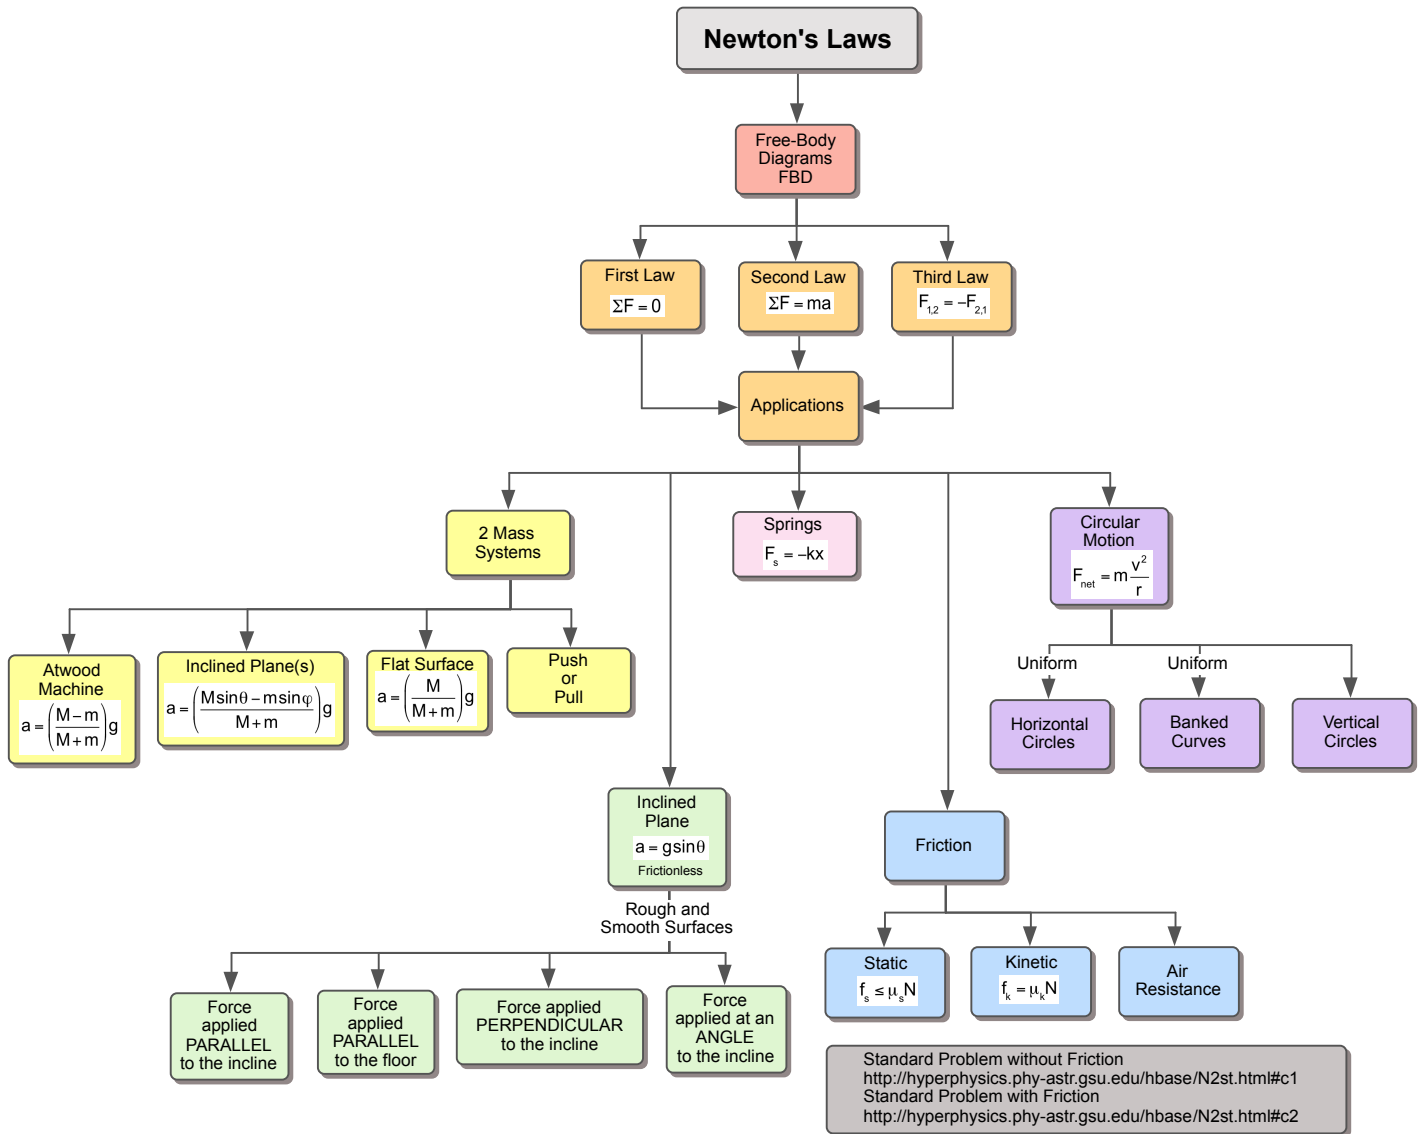 Newton's Laws
Free-Body
Diagrams
FBD
First Law
ΣF = 0
Second Law
ΣF = ma
Third Law
F₁,₂ = −F₂,₁
Applications
2 Mass
Systems
Springs
Fₛ = −kx
Circular
Motion
F_net = m v²/r
Atwood
Machine
a = ((M − m)/(M + m))g
Inclined Plane(s)
a = ((Msinθ − msinφ)/(M + m))g
Flat Surface
a = (M/(M + m))g
Push
or
Pull
Uniform
Horizontal
Circles
Uniform
Banked
Curves
Vertical
Circles
Inclined
Plane
a = gsinθ
Frictionless
Rough and
Smooth Surfaces
Force
applied
PARALLEL
to the incline
Force
applied
PARALLEL
to the floor
Force applied
PERPENDICULAR
to the incline
Force
applied at an
ANGLE
to the incline
Friction
Static
fₛ ≤ μₛN
Kinetic
fₖ = μₖN
Air
Resistance
Standard Problem without Friction
http://hyperphysics.phy-astr.gsu.edu/hbase/N2st.html#c1
Standard Problem with Friction
http://hyperphysics.phy-astr.gsu.edu/hbase/N2st.html#c2